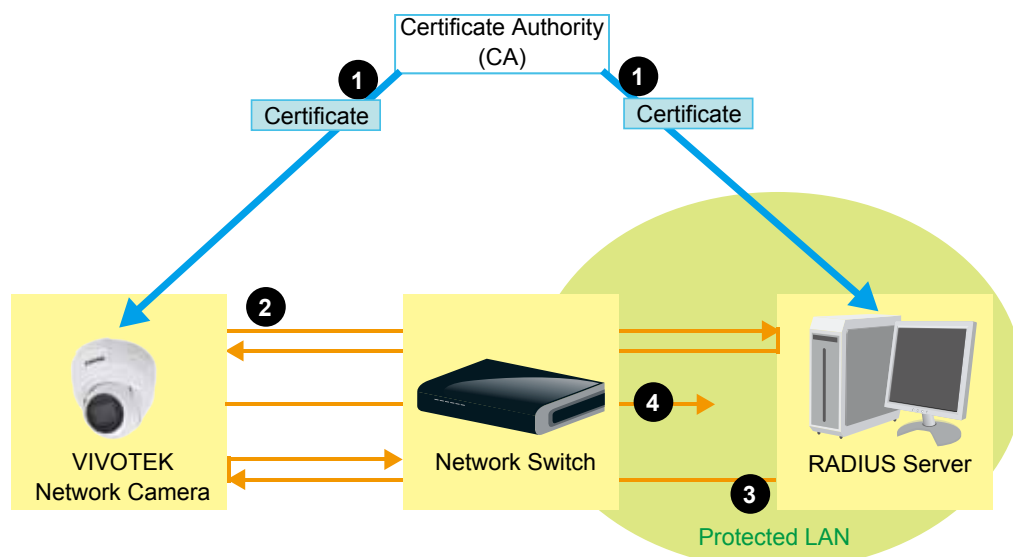 Certificate Authority
(CA)
1
1
Certificate
Certificate
2
4
VIVOTEK
Network Camera
Network Switch
RADIUS Server
3
Protected LAN